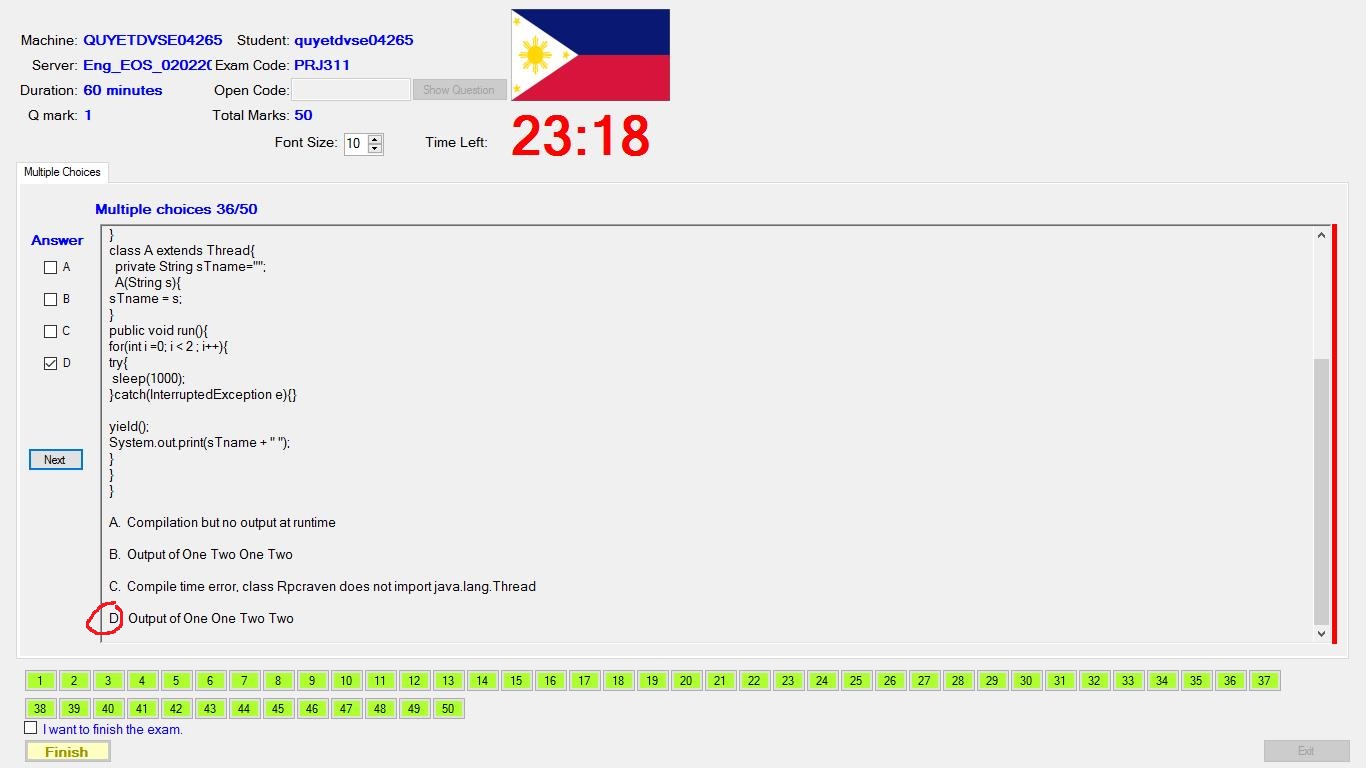 Machine: QUYETDVSE04265 Student: quyetdvse04265
Server: Eng_EOS_020220 Exam Code: PRJ311
Duration: 60 minutes Open Code: Show Question
Q mark: 1 Total Marks: 50
Font Size: 10 Time Left: 23:18
Multiple Choices
Multiple choices 36/50
Answer
A
B
C
D
Next
}
class A extends Thread{
private String sTname="";
A(String s){
sTname = s;
}
public void run(){
for(int i =0; i < 2 ; i++){
try{
sleep(1000);
}catch(InterruptedException e){}
yield();
System.out.print(sTname + " ");
}
}
}
A. Compilation but no output at runtime
B. Output of One Two One Two
C. Compile time error, class Rpcraven does not import java.lang.Thread
D Output of One One Two Two
1 2 3 4 5 6 7 8 9 10 11 12 13 14 15 16 17 18 19 20 21 22 23 24 25 26 27 28 29 30 31 32 33 34 35 36 37
38 39 40 41 42 43 44 45 46 47 48 49 50
I want to finish the exam.
Finish Exit